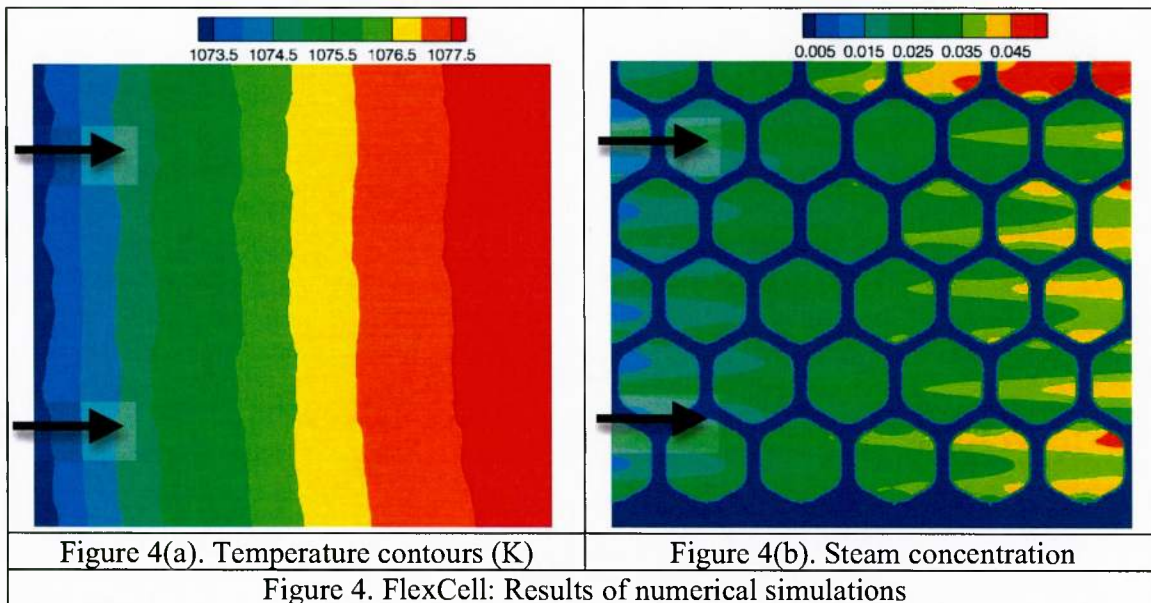 1073.5 1074.5 1075.5 1076.5 1077.5
0.005 0.015 0.025 0.035 0.045
Figure 4(a). Temperature contours (K)
Figure 4(b). Steam concentration
Figure 4. FlexCell: Results of numerical simulations